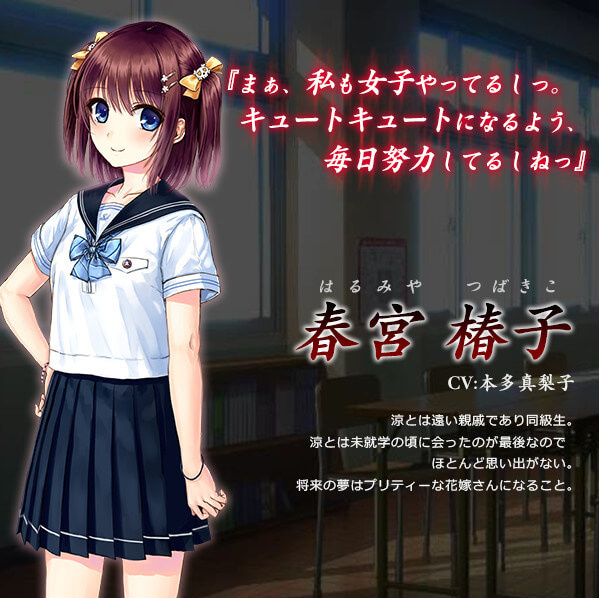 『まぁ、私も女子やってるしっ。
キュートキュートになるよう、
毎日努力してるしねっ』
はるみや つばきこ
春宮 椿子
CV:本多真梨子
涼とは遠い親戚であり同級生。
涼とは未就学の頃に会ったのが最後なので
ほとんど思い出がない。
将来の夢はプリティーな花嫁さんになること。